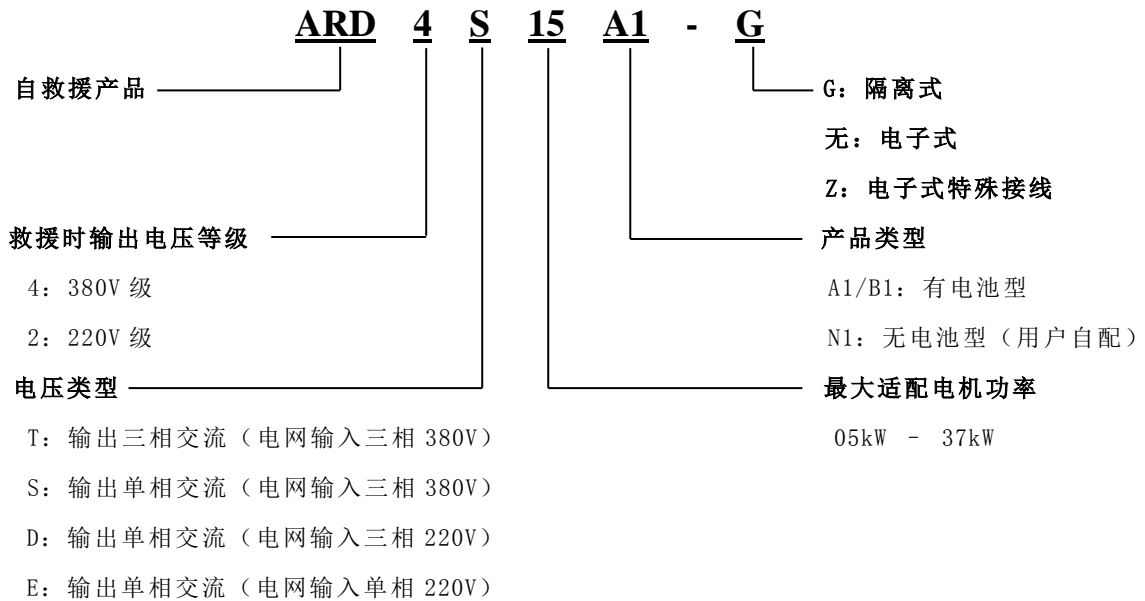 ARD 4 S 15 A1 - G
自救援产品
G：隔离式
无：电子式
Z：电子式特殊接线
救援时输出电压等级
产品类型
4：380V 级
A1/B1：有电池型
2：220V 级
N1：无电池型（用户自配）
电压类型
最大适配电机功率
T：输出三相交流（电网输入三相 380V）
05kW – 37kW
S：输出单相交流（电网输入三相 380V）
D：输出单相交流（电网输入三相 220V）
E：输出单相交流（电网输入单相 220V）